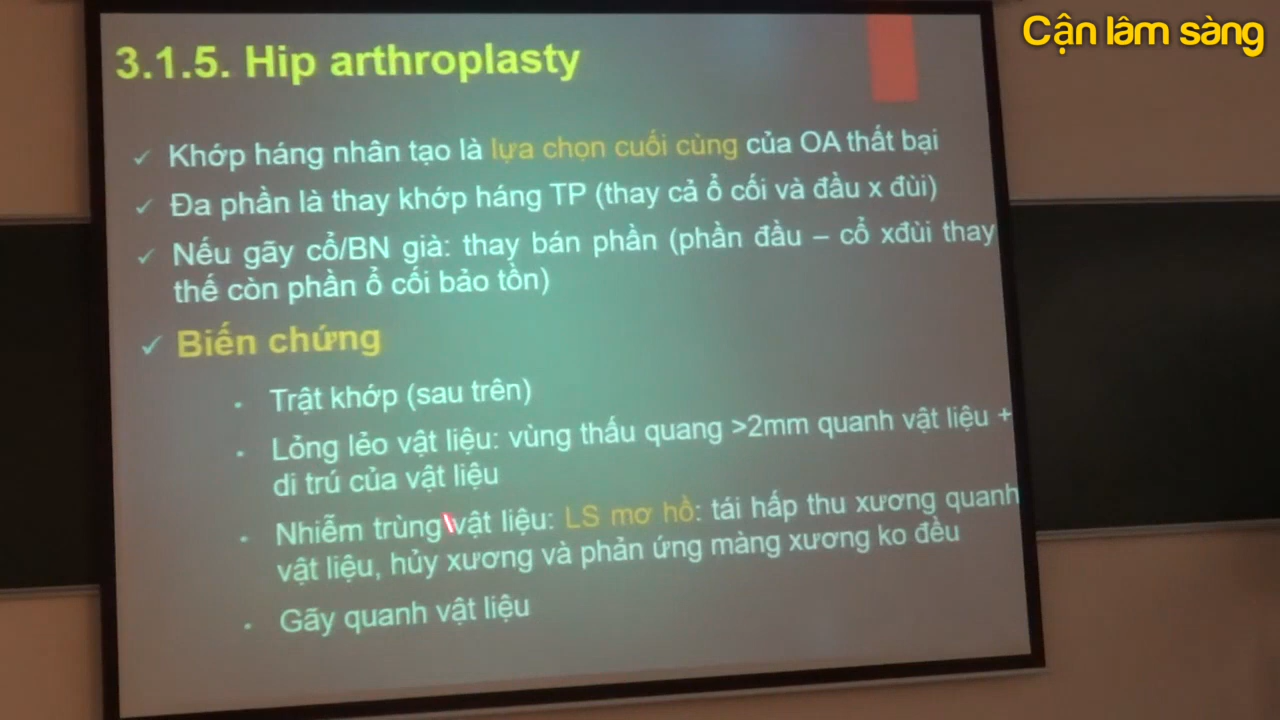 Cận lâm sàng
3.1.5. Hip arthroplasty
✓ Khớp háng nhân tạo là lựa chọn cuối cùng của OA thất bại
✓ Đa phần là thay khớp háng TP (thay cả ổ cối và đầu x đùi)
✓ Nếu gãy cổ/BN già: thay bán phần (phần đầu – cổ xđùi thay
thế còn phần ổ cối bảo tồn)
✓ Biến chứng
• Trật khớp (sau trên)
• Lỏng lẻo vật liệu: vùng thấu quang >2mm quanh vật liệu +
di trú của vật liệu
• Nhiễm trùng vật liệu: LS mơ hồ: tái hấp thu xương quanh
vật liệu, hủy xương và phản ứng màng xương ko đều
• Gãy quanh vật liệu